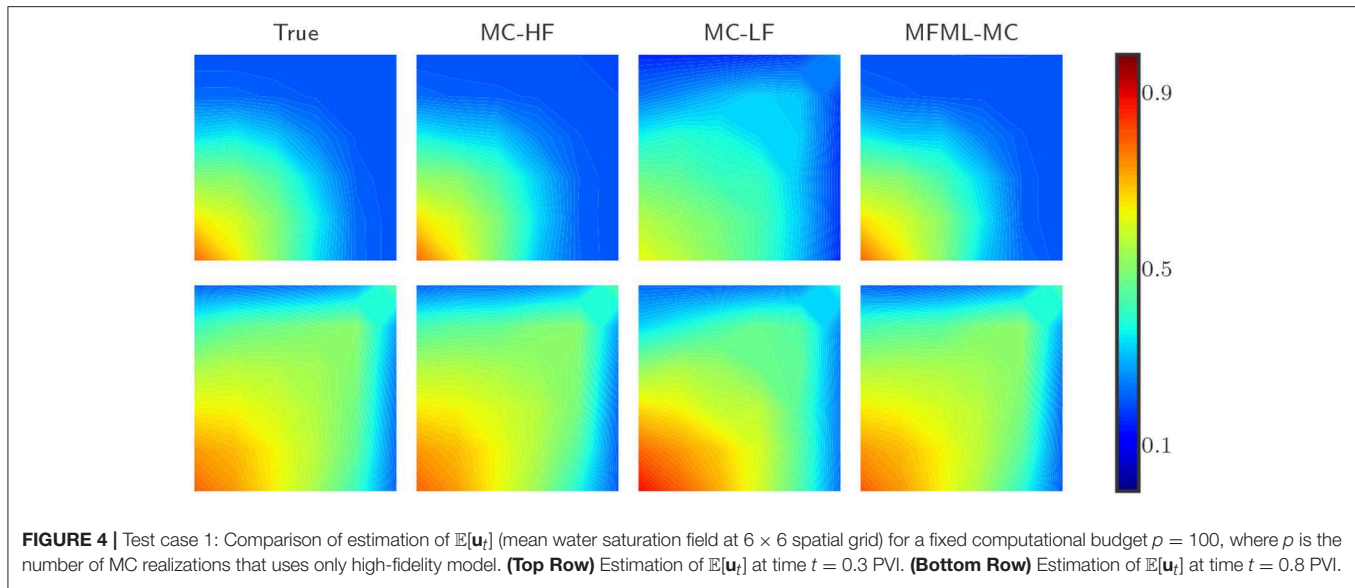 True MC-HF MC-LF MFML-MC
0.9
0.5
0.1
FIGURE 4 | Test case 1: Comparison of estimation of 𝔼[u_t] (mean water saturation field at 6 × 6 spatial grid) for a fixed computational budget p = 100, where p is the
number of MC realizations that uses only high-fidelity model. (Top Row) Estimation of 𝔼[u_t] at time t = 0.3 PVI. (Bottom Row) Estimation of 𝔼[u_t] at time t = 0.8 PVI.